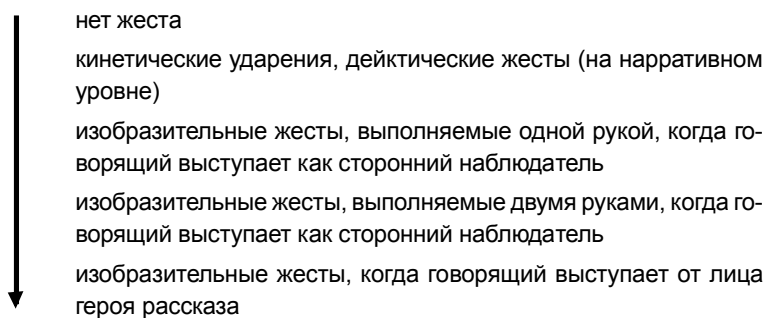 нет жеста
кинетические ударения, дейктические жесты (на нарративном
уровне)
изобразительные жесты, выполняемые одной рукой, когда го-
ворящий выступает как сторонний наблюдатель
изобразительные жесты, выполняемые двумя руками, когда го-
ворящий выступает как сторонний наблюдатель
изобразительные жесты, когда говорящий выступает от лица
героя рассказа